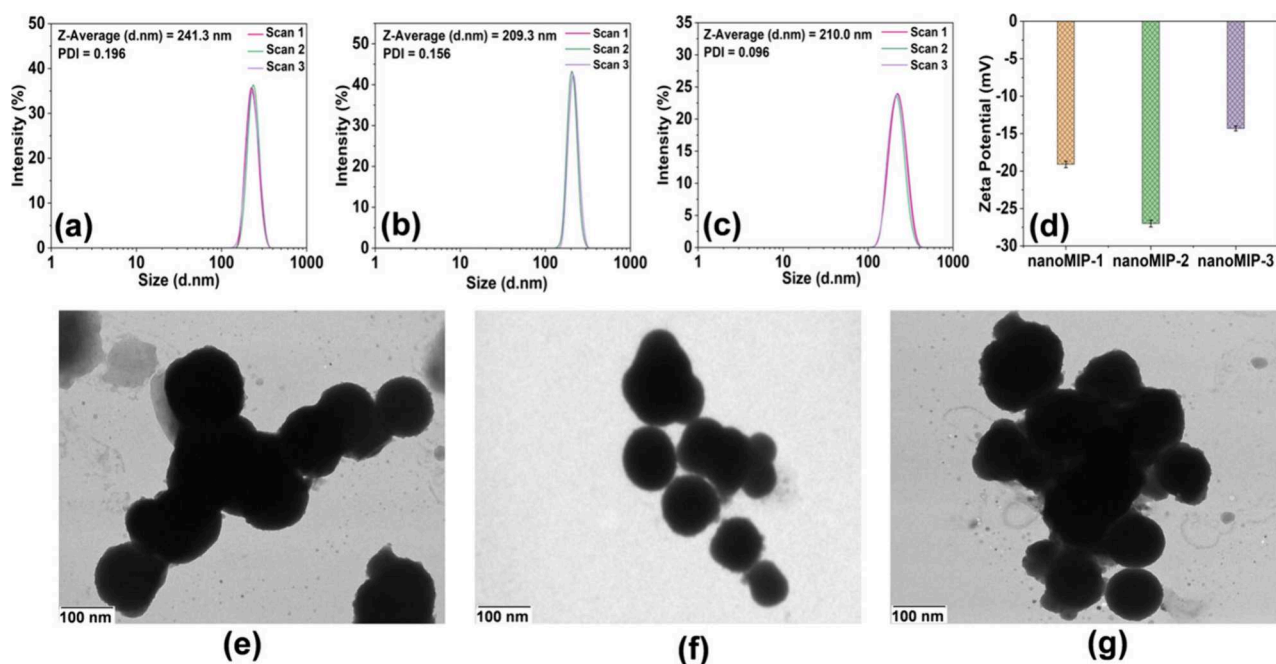 50
40
30
20
10
0
Intensity (%)
Z-Average (d.nm) = 241.3 nm
PDI = 0.196
Scan 1
Scan 2
Scan 3
(a)
1
10
100
1000
Size (d.nm)
50
40
30
20
10
0
Intensity (%)
Z-Average (d.nm) = 209.3 nm
PDI = 0.156
Scan 1
Scan 2
Scan 3
(b)
1
10
100
1000
Size (d.nm)
35
30
25
20
15
10
5
0
Intensity (%)
Z-Average (d.nm) = 210.0 nm
PDI = 0.096
Scan 1
Scan 2
Scan 3
(c)
1
10
100
1000
Size (d.nm)
0
-5
-10
-15
-20
-25
-30
Zeta Potential (mV)
(d)
nanoMIP-1 nanoMIP-2 nanoMIP-3
100 nm
(e)
100 nm
(f)
100 nm
(g)